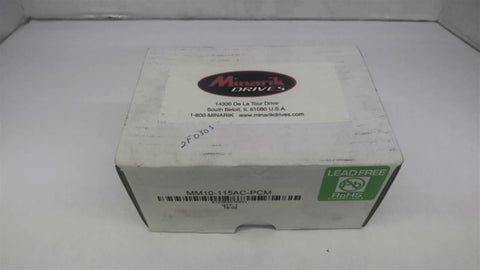 Minarik
DRIVES
14300 De La Tour Drive
South Beloit, IL 61080 U.S.A.
1-800-MINARIK www.minarikdrives.com
2F0303
LEAD FREE
RoHS
MM10-115AC-PCM